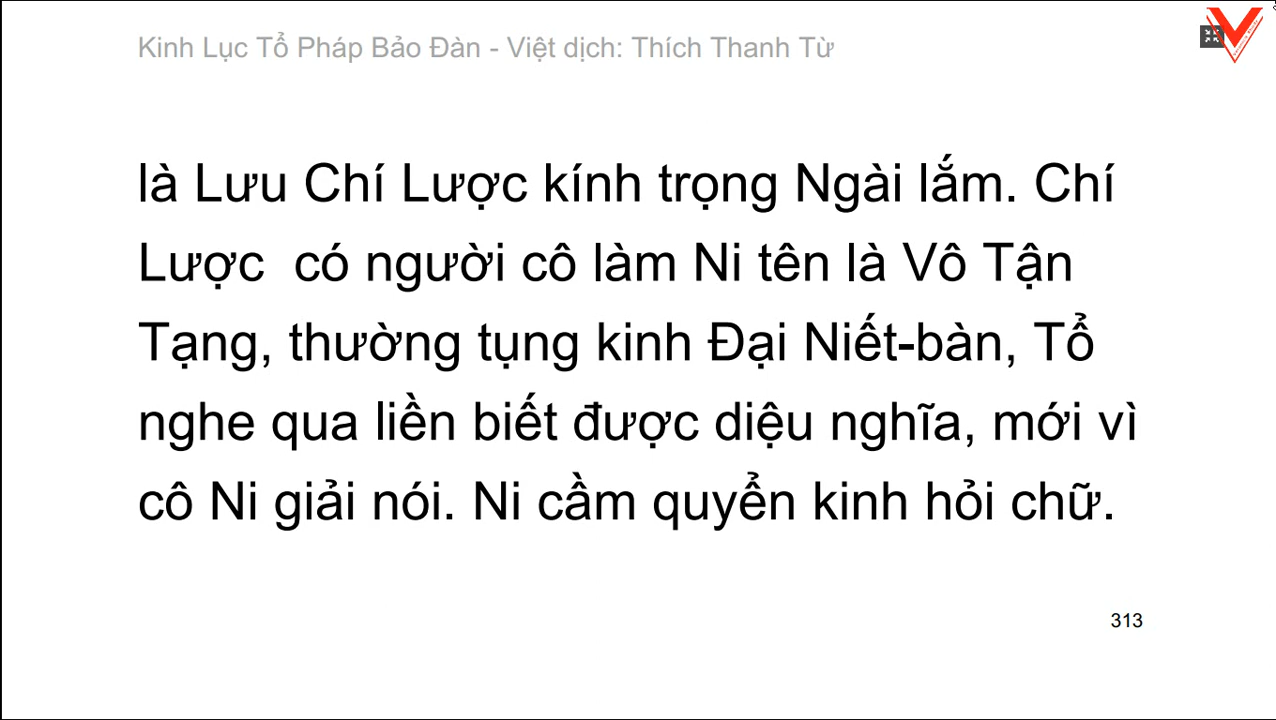 Kinh Lục Tổ Pháp Bảo Đàn - Việt dịch: Thích Thanh Từ
là Lưu Chí Lược kính trọng Ngài lắm. Chí
Lược  có người cô làm Ni tên là Vô Tận
Tạng, thường tụng kinh Đại Niết-bàn, Tổ
nghe qua liền biết được diệu nghĩa, mới vì
cô Ni giải nói. Ni cầm quyển kinh hỏi chữ.
313